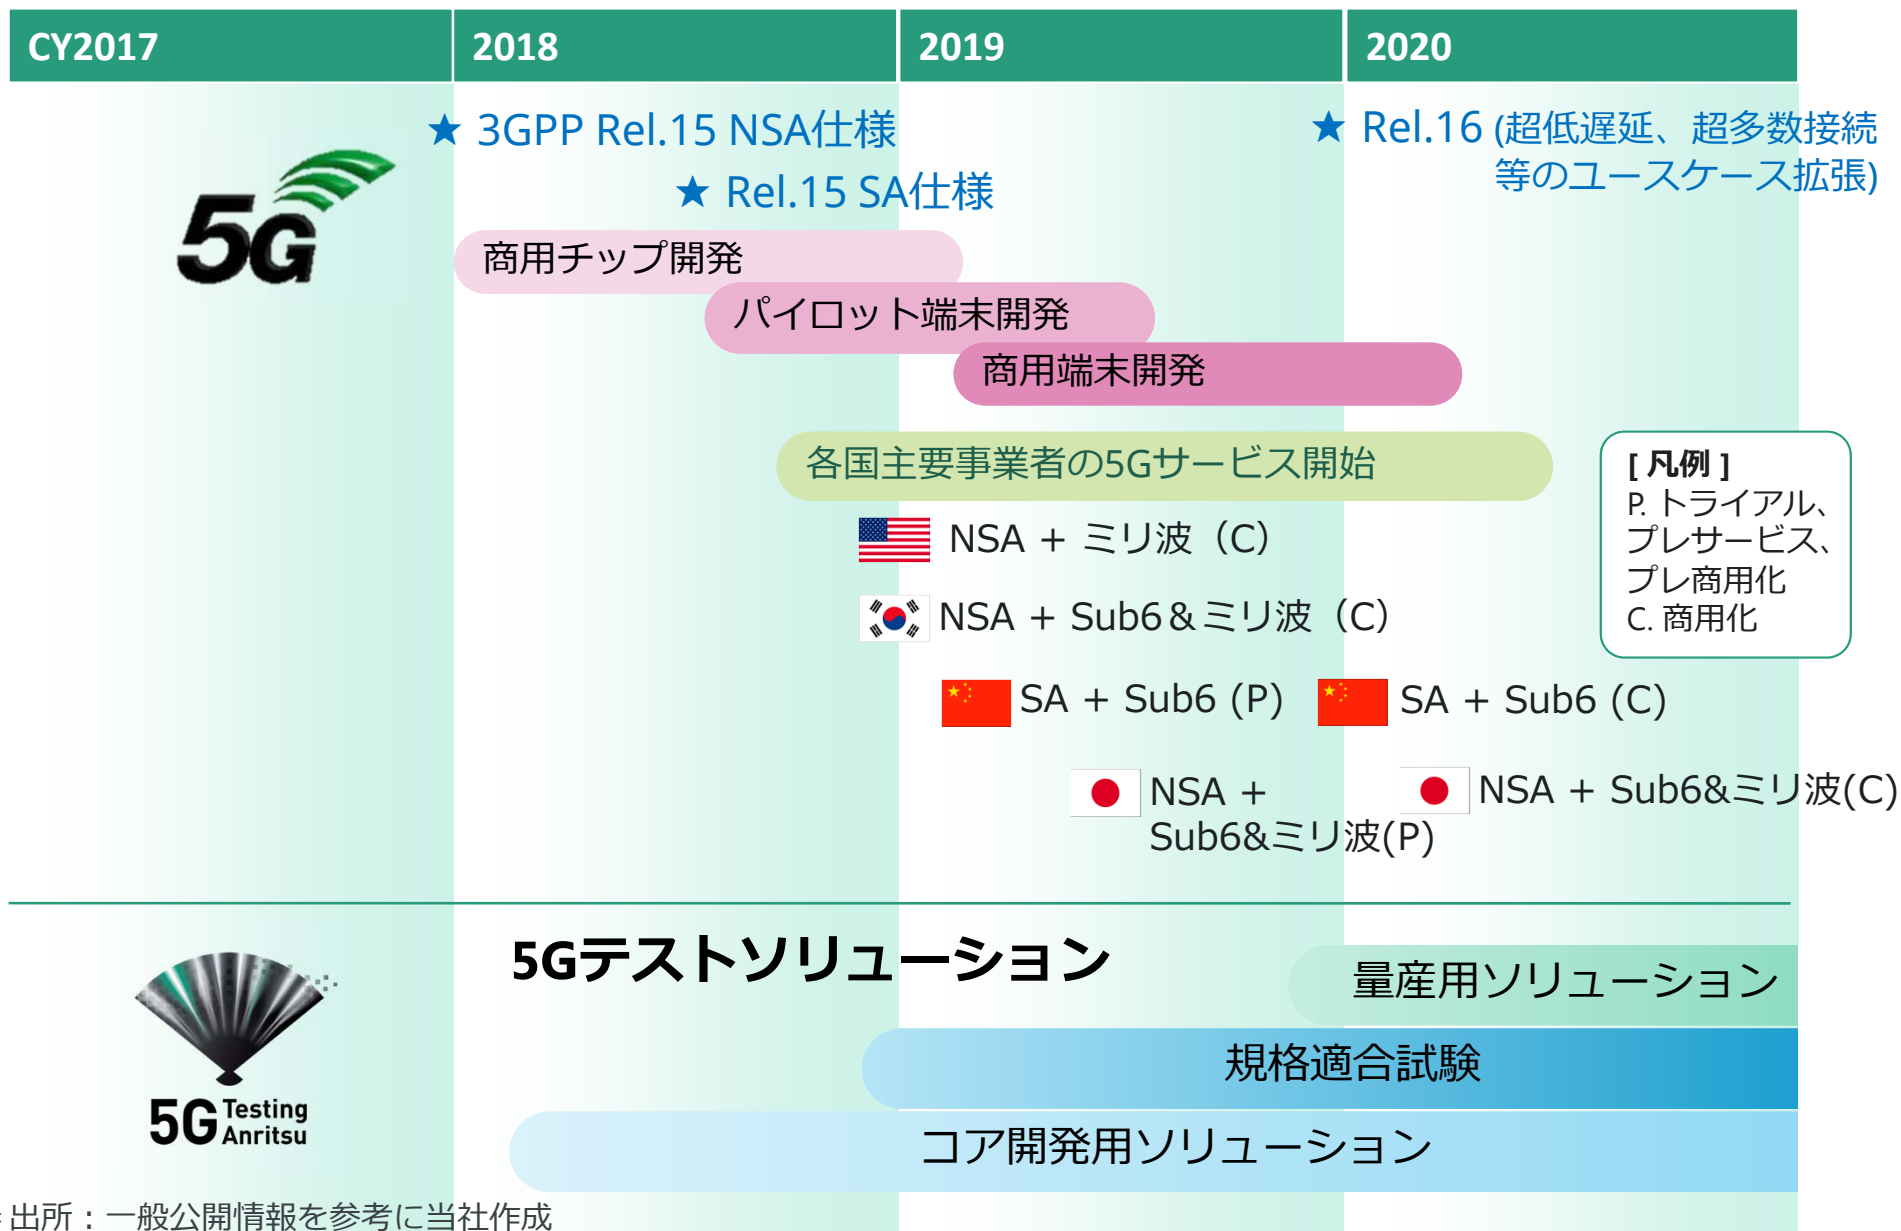 CY2017
2018
2019
2020
5G
★ 3GPP Rel.15 NSA仕様
★ Rel.15 SA仕様
★ Rel.16 (超低遅延、超多数接続
等のユースケース拡張)
商用チップ開発
パイロット端末開発
商用端末開発
各国主要事業者の5Gサービス開始
[ 凡例 ]
P. トライアル、
プレサービス、
プレ商用化
C. 商用化
NSA + ミリ波（C）
NSA + Sub6＆ミリ波（C）
SA + Sub6 (P)
SA + Sub6 (C)
NSA +
Sub6&ミリ波(P)
NSA + Sub6&ミリ波(C)
5Gテストソリューション
量産用ソリューション
規格適合試験
コア開発用ソリューション
5G Testing
Anritsu
出所：一般公開情報を参考に当社作成